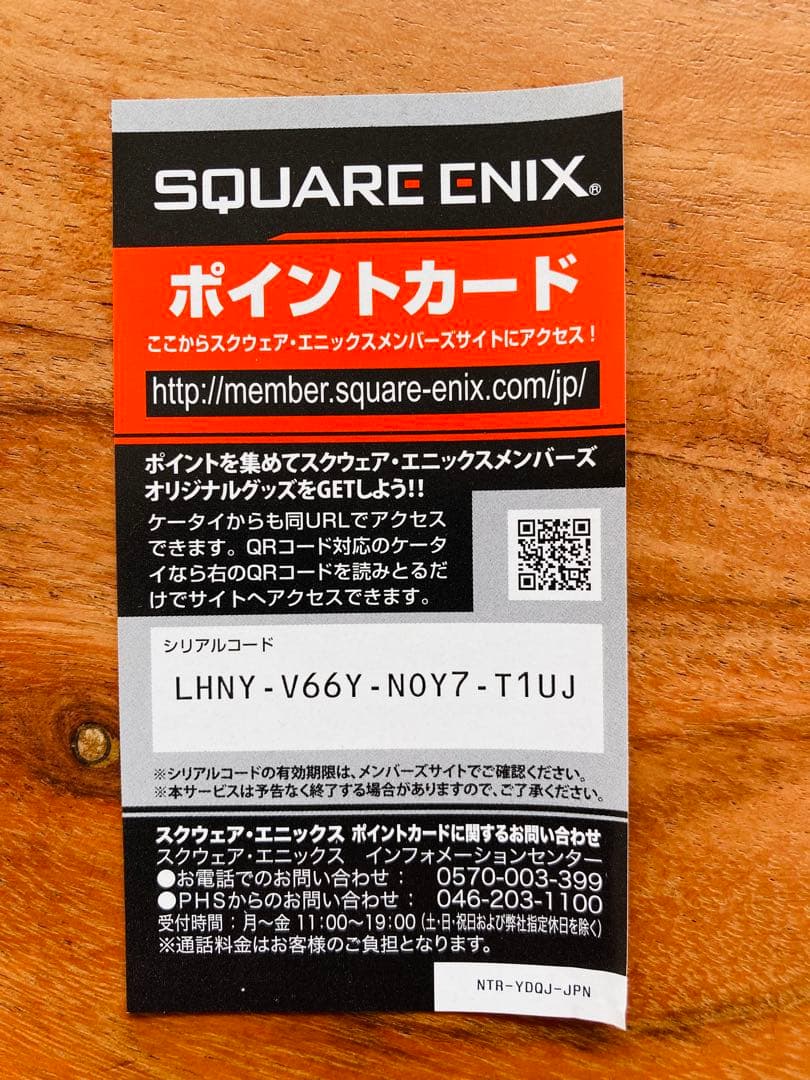 SQUARE ENIX®
ポイントカード
ここからスクウェア・エニックスメンバーズサイトにアクセス！
http://member.square-enix.com/jp/
ポイントを集めてスクウェア・エニックスメンバーズ
オリジナルグッズをGETしよう!!
ケータイからも同URLでアクセス
できます。QRコード対応のケータ
イなら右のQRコードを読みとるだ
けでサイトへアクセスできます。
シリアルコード
LHNY-V66Y-N0Y7-T1UJ
※シリアルコードの有効期限は、メンバーズサイトでご確認ください。
※本サービスは予告なく終了する場合がありますので、ご了承ください。
スクウェア・エニックス ポイントカードに関するお問い合わせ
スクウェア・エニックス　インフォメーションセンター
●お電話でのお問い合わせ： 0570-003-399
●PHSからのお問い合わせ： 046-203-1100
受付時間：月〜金 11:00〜19:00（土・日・祝日および弊社指定休日を除く）
※通話料金はお客様のご負担となります。
NTR-YDQJ-JPN